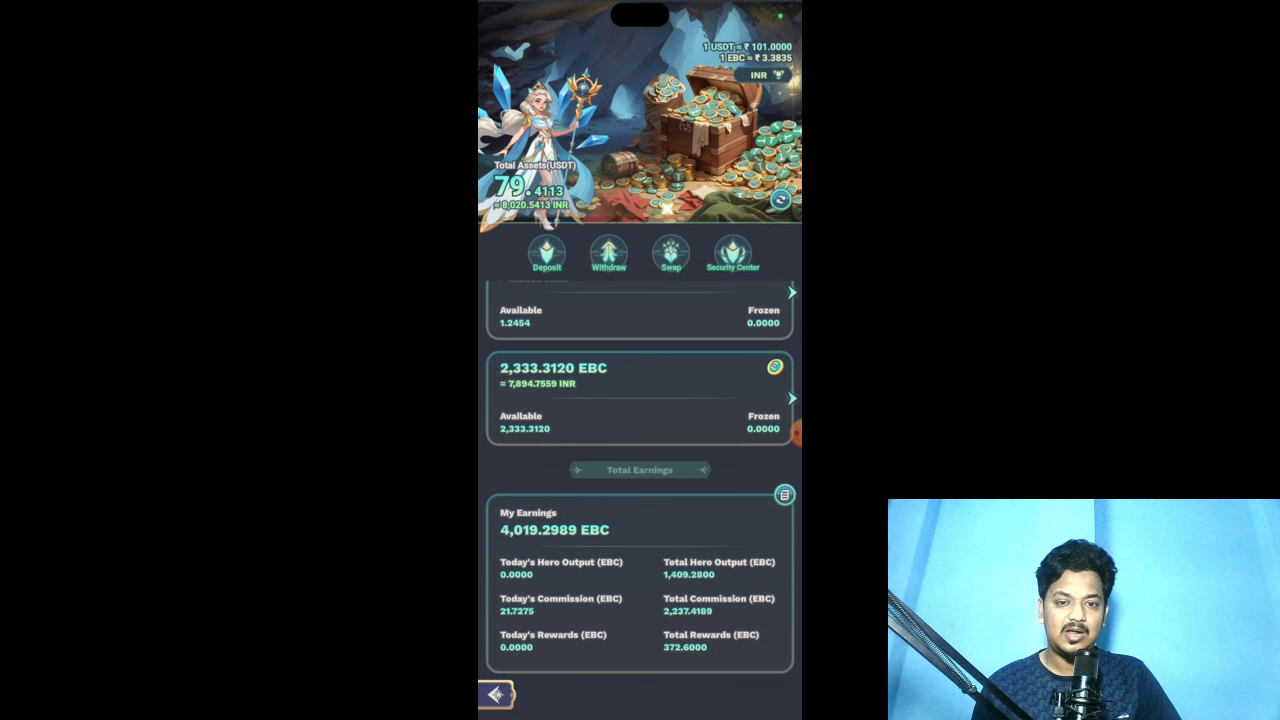 1 USDT ≈ ₹ 101.0000
1 EBC ≈ ₹ 3.3835
INR
Total Assets(USDT)
79.4113
≈ 8,020.5413 INR
Deposit
Withdraw
Swap
Security Center
Available
Frozen
1.2454
0.0000
2,333.3120 EBC
≈ 7,894.7559 INR
Available
Frozen
2,333.3120
0.0000
Total Earnings
My Earnings
4,019.2989 EBC
Today's Hero Output (EBC)
Total Hero Output (EBC)
0.0000
1,409.2800
Today's Commission (EBC)
Total Commission (EBC)
21.7275
2,237.4189
Today's Rewards (EBC)
Total Rewards (EBC)
0.0000
372.6000